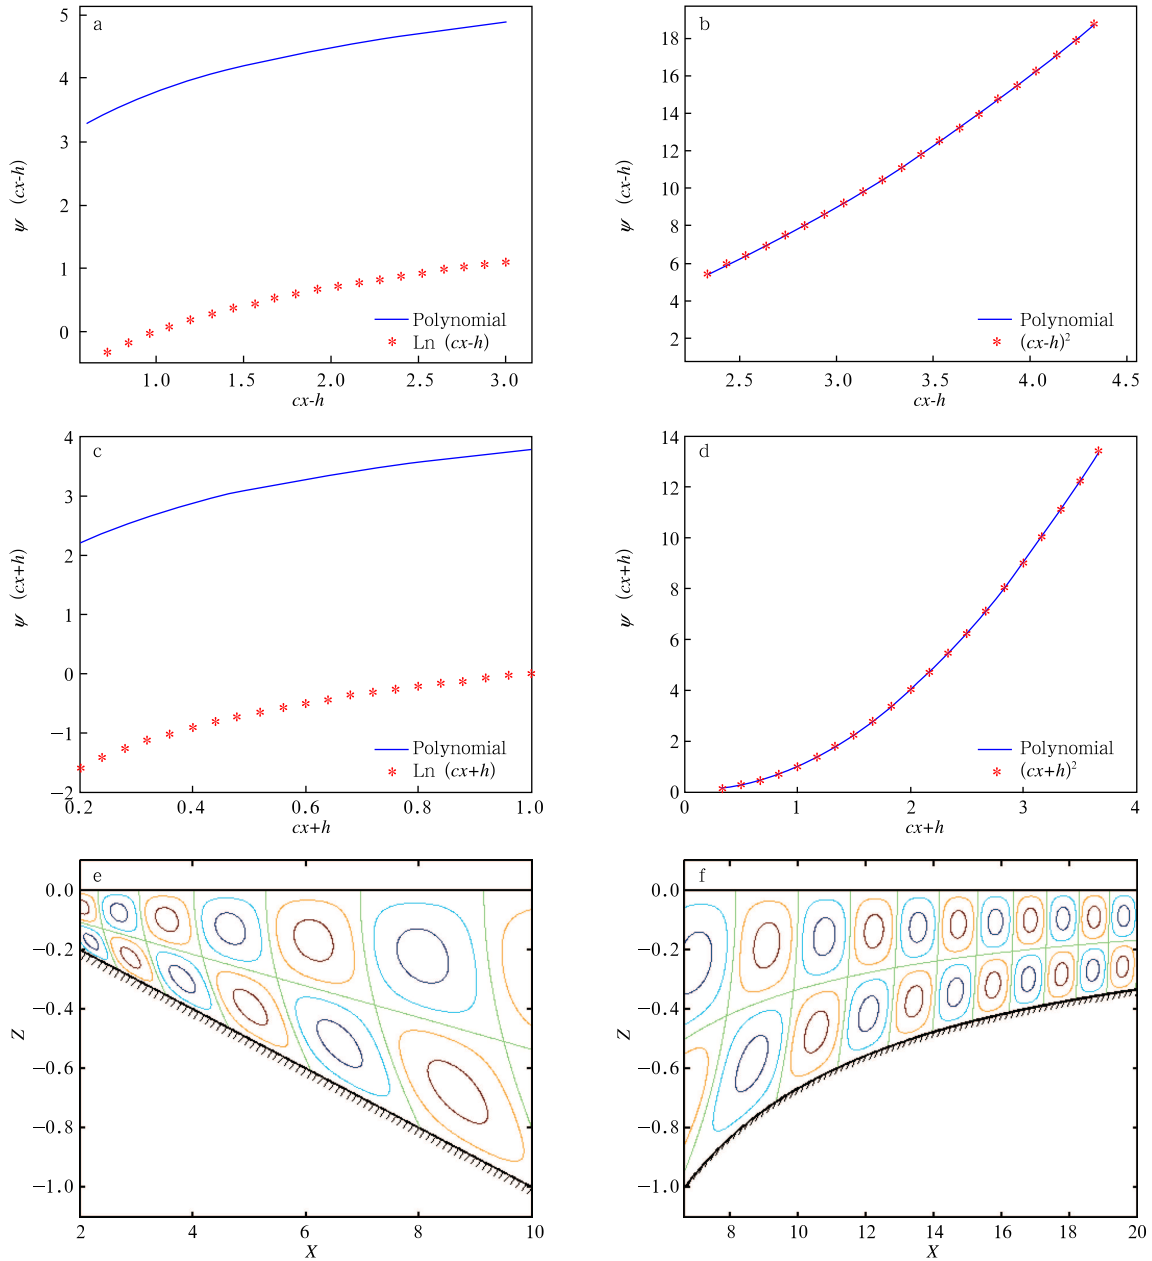 a
5
4
3
2
1
0
ψ (cx-h)
Polynomial
Ln (cx-h)
1.0 1.5 2.0 2.5 3.0
cx-h
b
18
16
14
12
10
8
6
4
2
ψ (cx-h)
Polynomial
(cx-h)²
2.5 3.0 3.5 4.0 4.5
cx-h
c
4
3
2
1
0
−1
−2
ψ (cx+h)
Polynomial
Ln (cx+h)
0.2 0.4 0.6 0.8 1.0
cx+h
d
14
12
10
8
6
4
2
0
ψ (cx+h)
Polynomial
(cx+h)²
0 1 2 3 4
cx+h
e
0.0
−0.2
−0.4
−0.6
−0.8
−1.0
Z
2 4 6 8 10
X
f
0.0
−0.2
−0.4
−0.6
−0.8
−1.0
Z
8 10 12 14 16 18 20
X